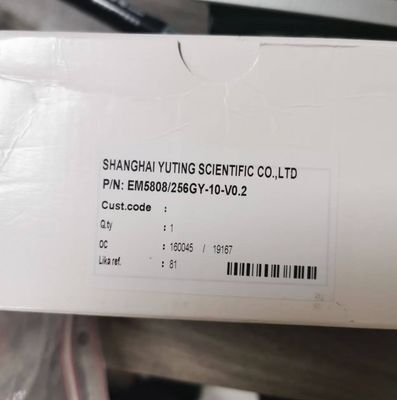 SHANGHAI YUTING SCIENTIFIC CO.,LTD
P/N: EM5808/256GY-10-V0.2
Cust.code :
Q.ty : 1
OC : 160045 / 19167
Lika ref. : 81